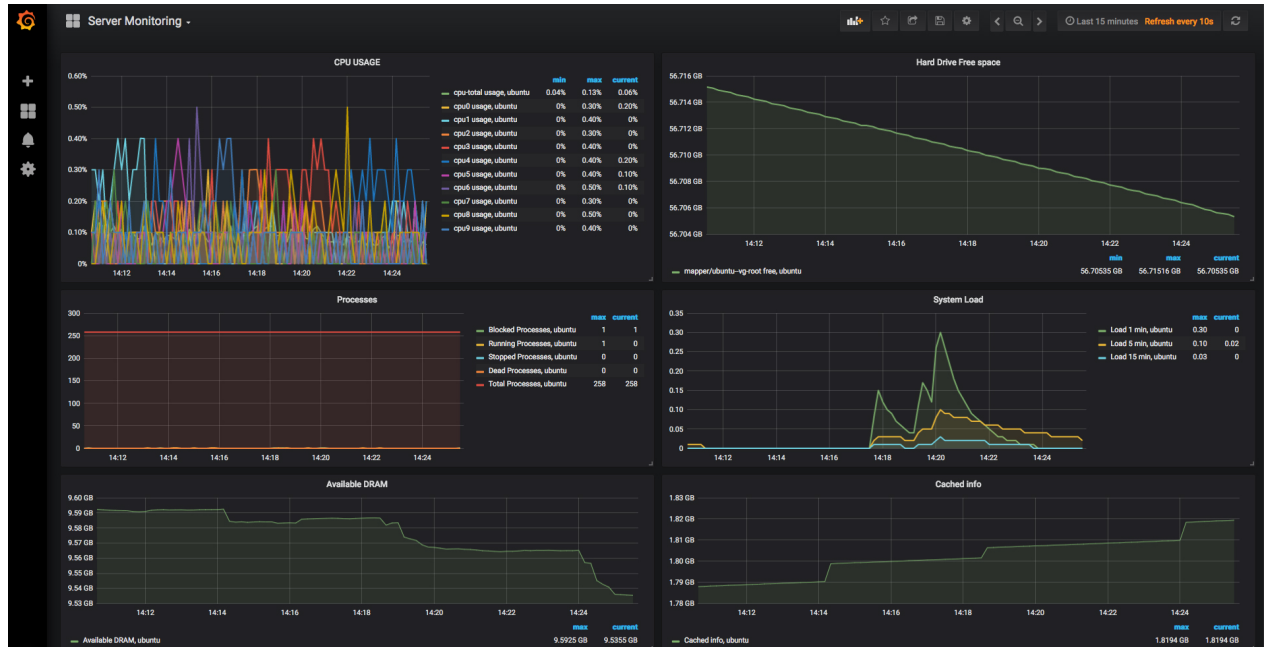 Server Monitoring
Last 15 minutes Refresh every 10s
CPU USAGE
0.60%
0.50%
0.40%
0.30%
0.20%
0.10%
0%
14:12 14:14 14:16 14:18 14:20 14:22 14:24
min max current
cpu-total usage, ubuntu 0.04% 0.13% 0.06%
cpu0 usage, ubuntu 0% 0.30% 0.20%
cpu1 usage, ubuntu 0% 0.40% 0%
cpu2 usage, ubuntu 0% 0.30% 0%
cpu3 usage, ubuntu 0% 0.40% 0%
cpu4 usage, ubuntu 0% 0.40% 0.20%
cpu5 usage, ubuntu 0% 0.40% 0.10%
cpu6 usage, ubuntu 0% 0.50% 0.10%
cpu7 usage, ubuntu 0% 0.30% 0%
cpu8 usage, ubuntu 0% 0.50% 0%
cpu9 usage, ubuntu 0% 0.40% 0%
Hard Drive Free space
56.716 GB
56.714 GB
56.712 GB
56.710 GB
56.708 GB
56.706 GB
56.704 GB
14:12 14:14 14:16 14:18 14:20 14:22 14:24
min max current
mapper/ubuntu-vg-root free, ubuntu 56.70535 GB 56.71516 GB 56.70535 GB
Processes
300
250
200
150
100
50
0
14:12 14:14 14:16 14:18 14:20 14:22 14:24
max current
Blocked Processes, ubuntu 1 1
Running Processes, ubuntu 1 0
Stopped Processes, ubuntu 0 0
Dead Processes, ubuntu 0 0
Total Processes, ubuntu 258 258
System Load
0.35
0.30
0.25
0.20
0.15
0.10
0.05
0
14:12 14:14 14:16 14:18 14:20 14:22 14:24
max current
Load 1 min, ubuntu 0.30 0
Load 5 min, ubuntu 0.10 0.02
Load 15 min, ubuntu 0.03 0
Available DRAM
9.60 GB
9.59 GB
9.58 GB
9.57 GB
9.56 GB
9.55 GB
9.54 GB
9.53 GB
14:12 14:14 14:16 14:18 14:20 14:22 14:24
max current
Available DRAM, ubuntu 9.5925 GB 9.5355 GB
Cached info
1.83 GB
1.82 GB
1.81 GB
1.80 GB
1.79 GB
1.78 GB
14:12 14:14 14:16 14:18 14:20 14:22 14:24
max current
Cached info, ubuntu 1.8194 GB 1.8194 GB